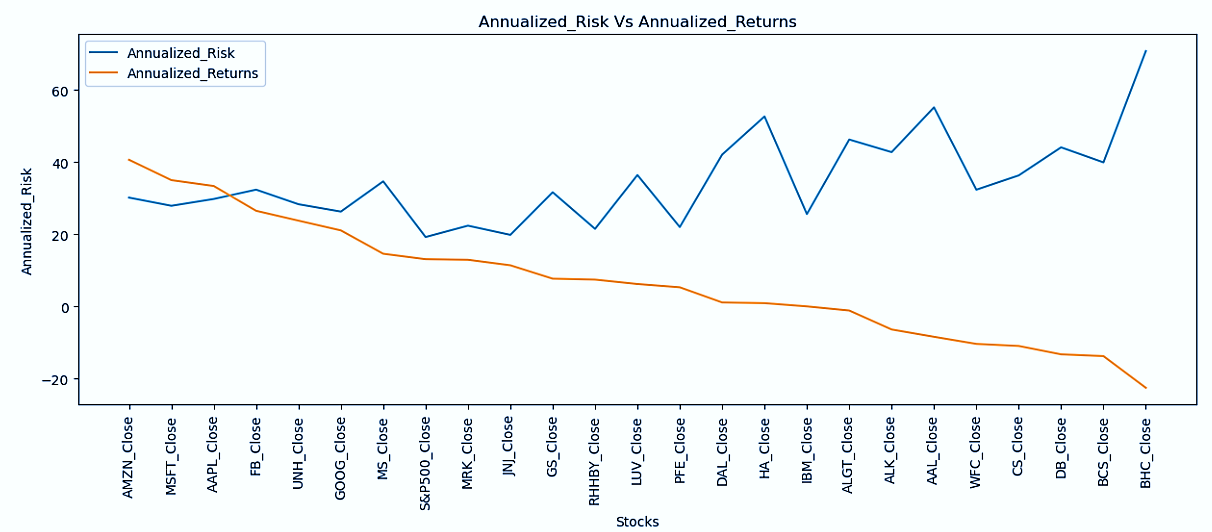 Annualized_Risk Vs Annualized_Returns
Annualized_Risk
Annualized_Returns
Annualized_Risk
60
40
20
0
−20
AMZN_Close
MSFT_Close
AAPL_Close
FB_Close
UNH_Close
GOOG_Close
MS_Close
S&P500_Close
MRK_Close
JNJ_Close
GS_Close
RHHBY_Close
LUV_Close
PFE_Close
DAL_Close
HA_Close
IBM_Close
ALGT_Close
ALK_Close
AAL_Close
WFC_Close
CS_Close
DB_Close
BCS_Close
BHC_Close
Stocks